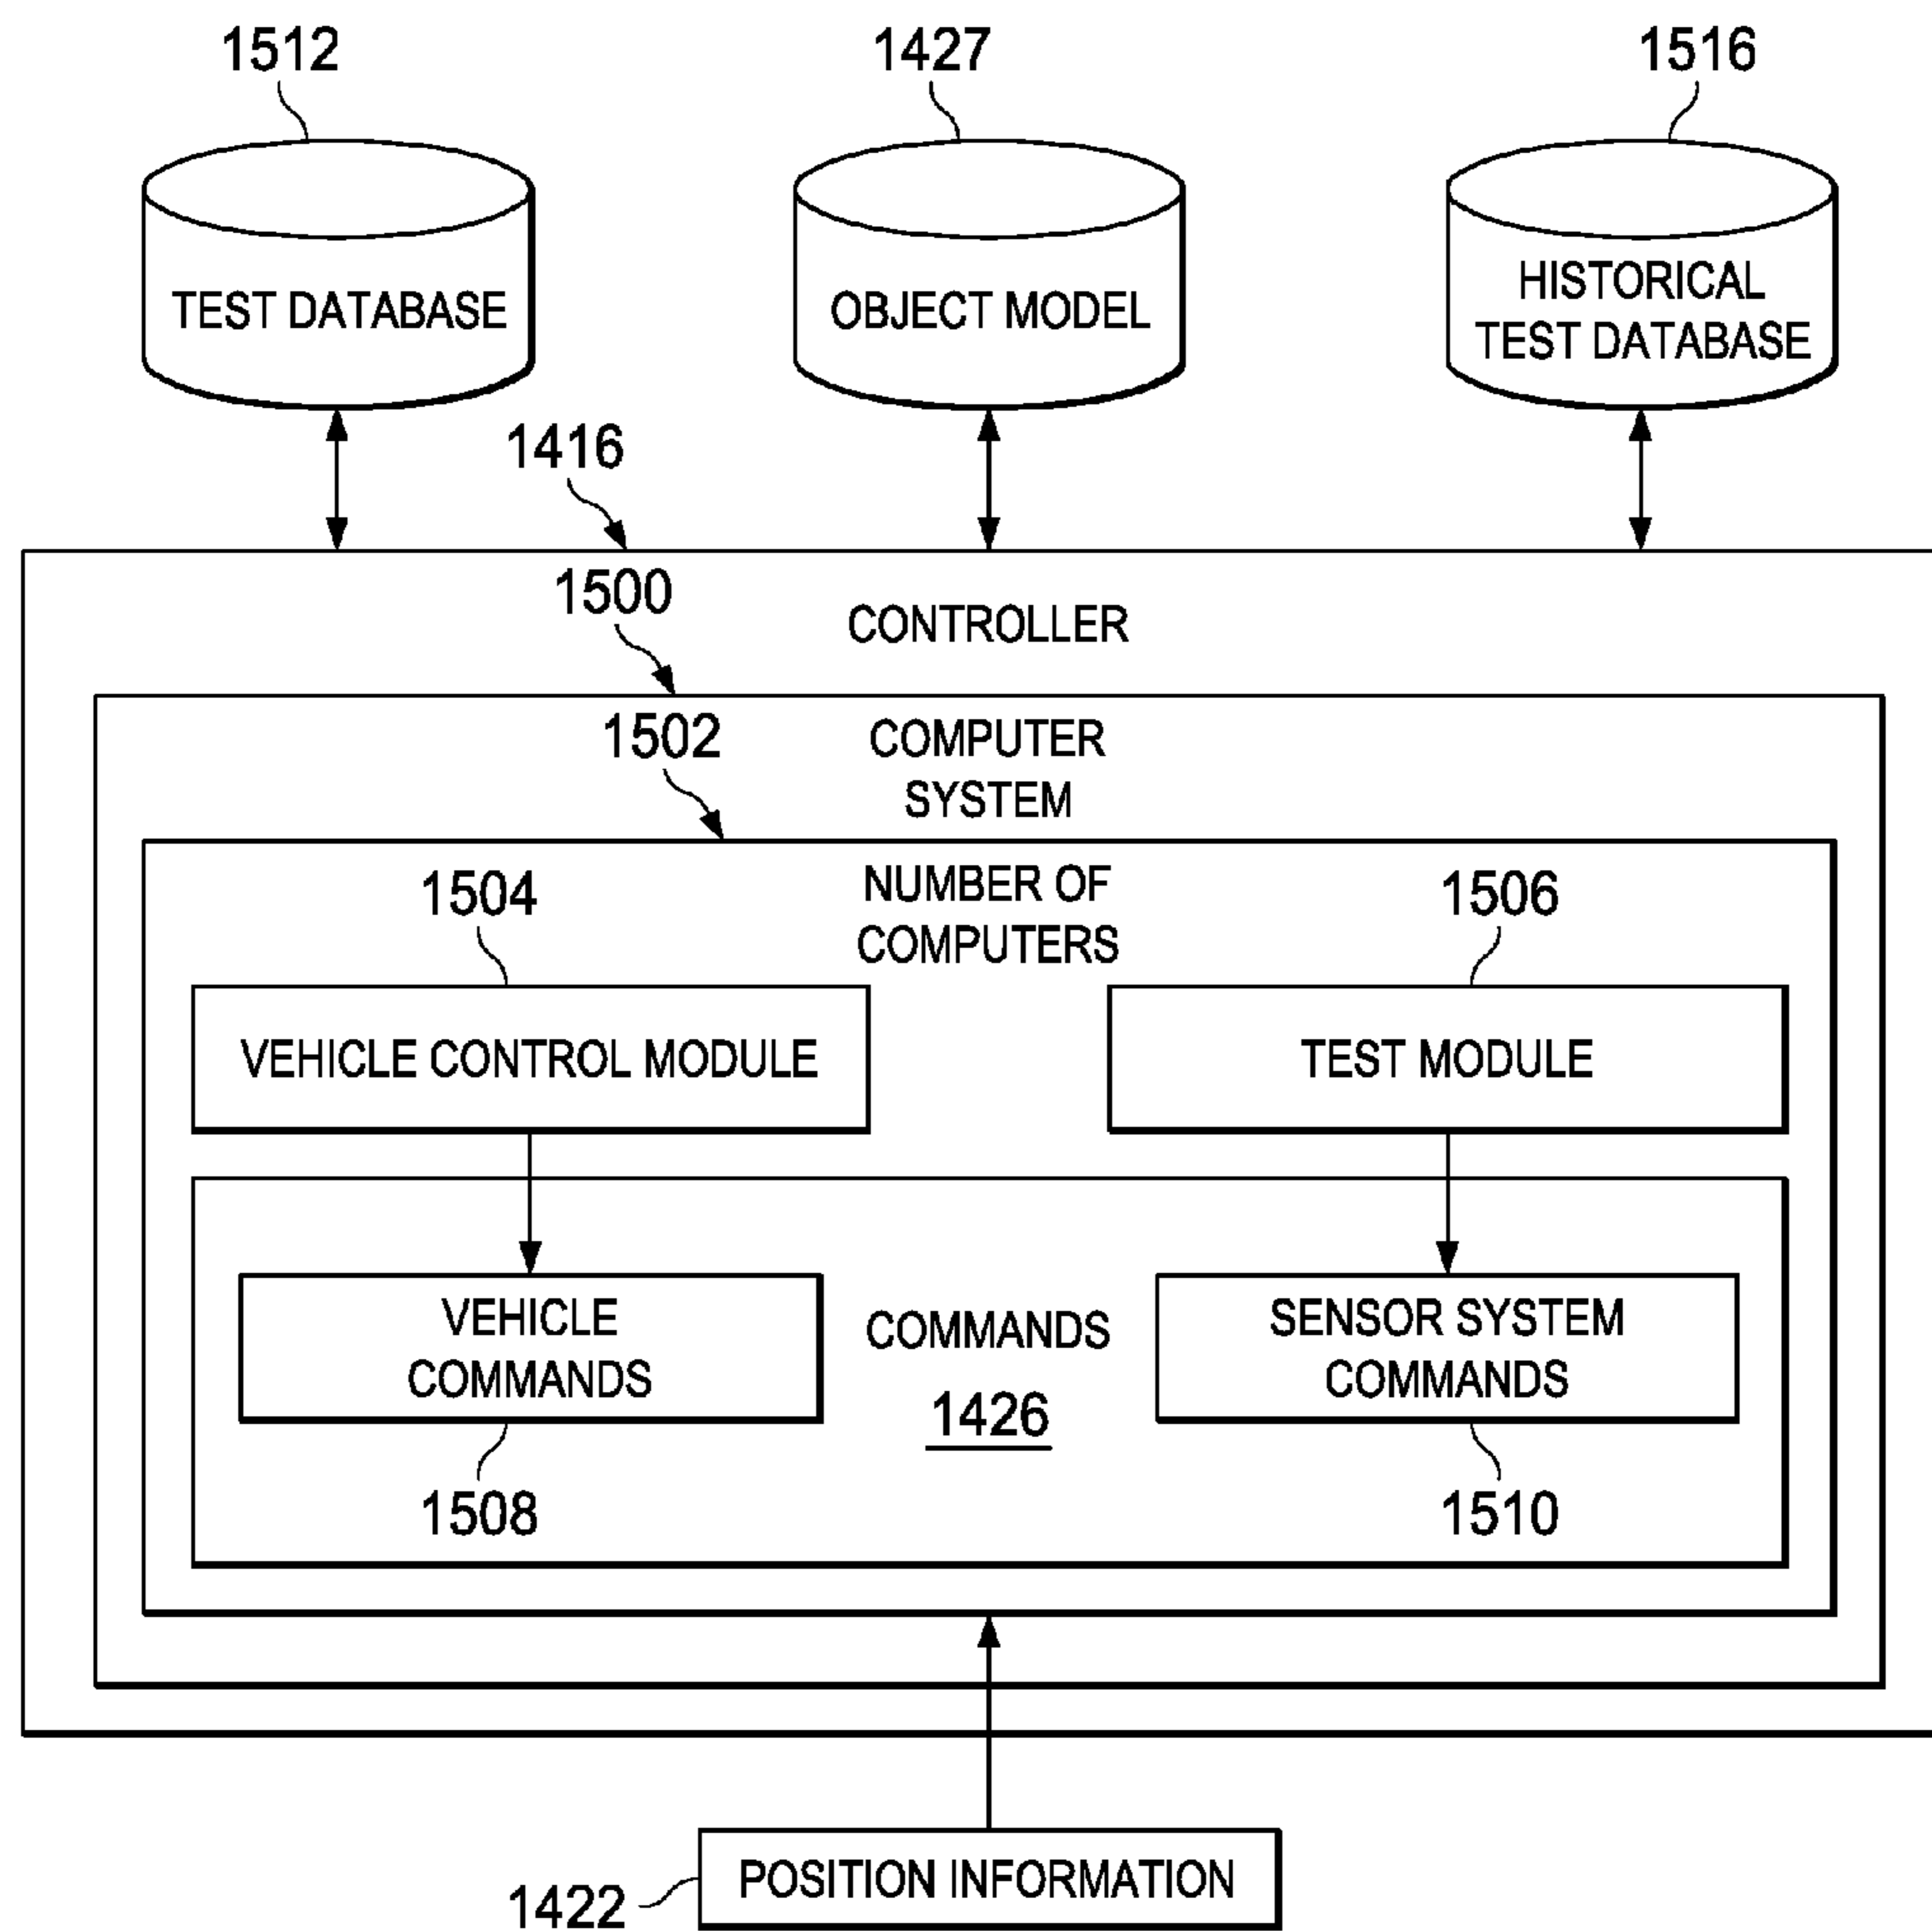 1512
1427
1516
TEST DATABASE
OBJECT MODEL
HISTORICAL
TEST DATABASE
1416
1500
CONTROLLER
1502
COMPUTER
SYSTEM
1504
NUMBER OF
COMPUTERS
1506
VEHICLE CONTROL MODULE
TEST MODULE
VEHICLE
COMMANDS
COMMANDS
1426
SENSOR SYSTEM
COMMANDS
1508
1510
1422
POSITION INFORMATION